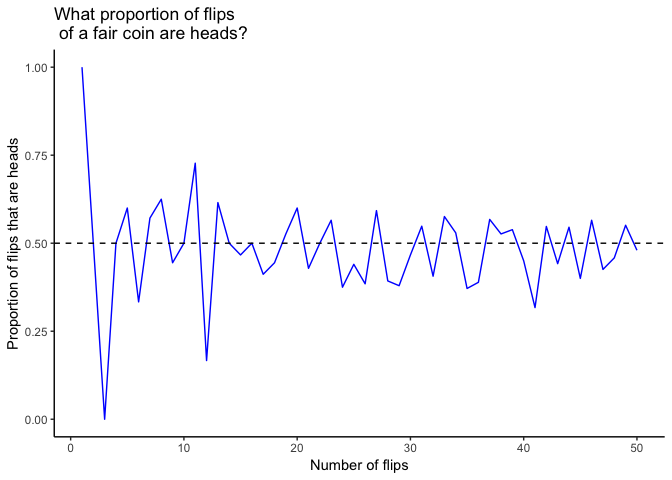 What proportion of flips
of a fair coin are heads?
1.00
0.75
0.50
0.25
0.00
Proportion of flips that are heads
0
10
20
30
40
50
Number of flips